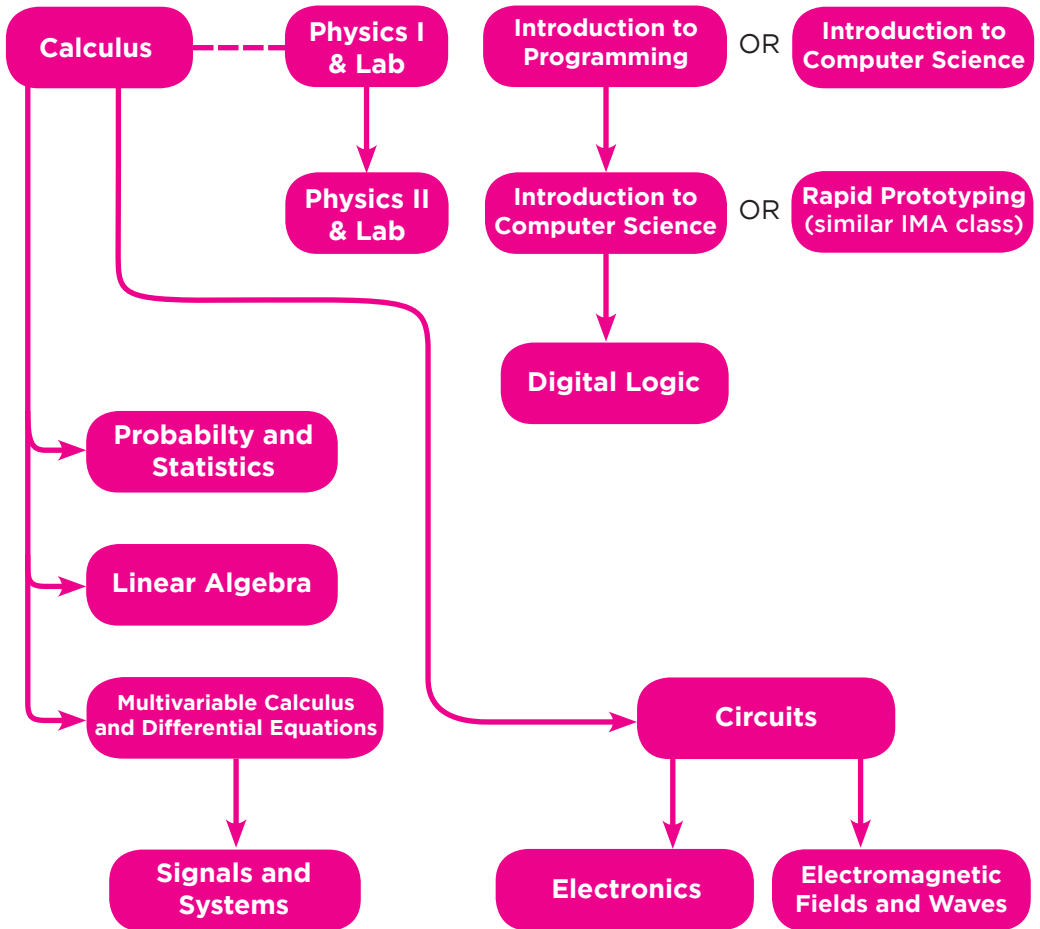 Calculus
Physics I
& Lab
Introduction to
Programming
OR
Introduction to
Computer Science
Physics II
& Lab
Introduction to
Computer Science
OR
Rapid Prototyping
(similar IMA class)
Digital Logic
Probabilty and
Statistics
Linear Algebra
Multivariable Calculus
and Differential Equations
Circuits
Signals and
Systems
Electronics
Electromagnetic
Fields and Waves